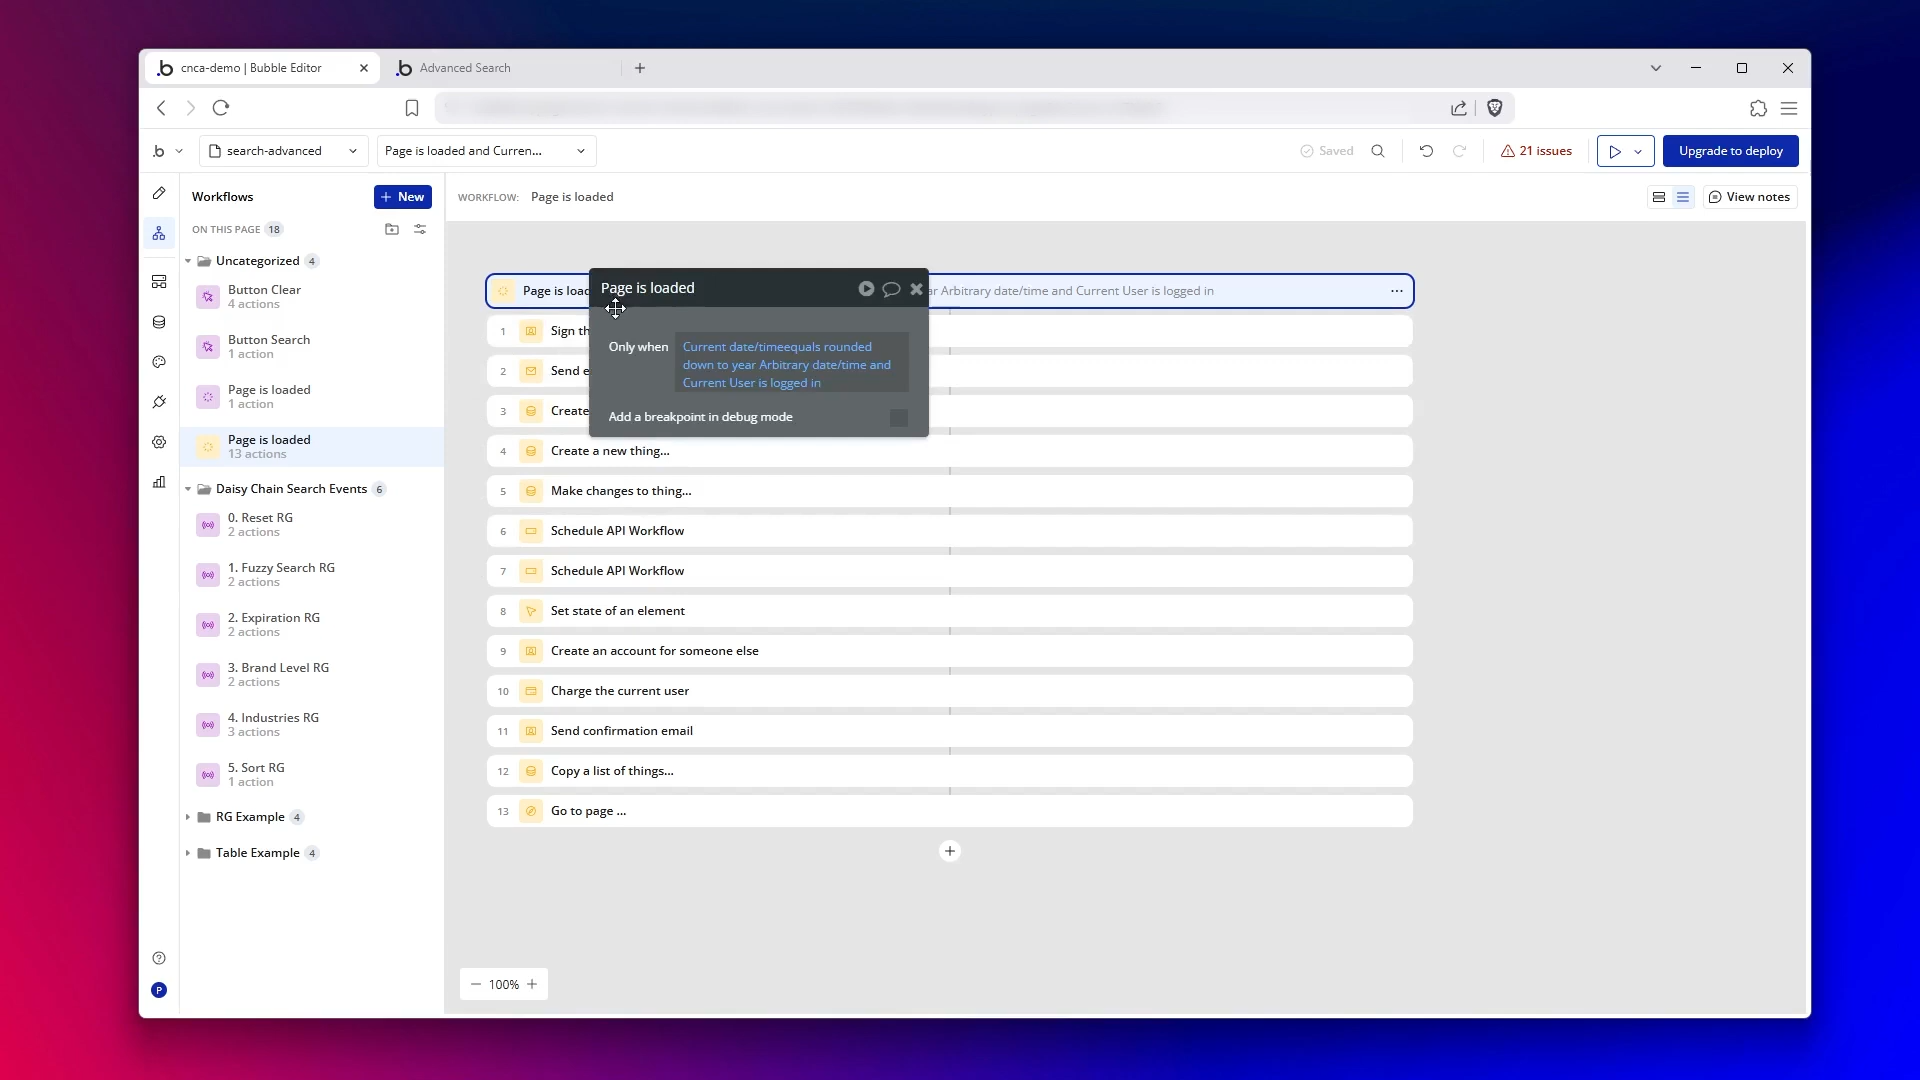 cnca-demo | Bubble Editor
Advanced Search
search-advanced
Page is loaded and Curren...
Saved
21 issues
Upgrade to deploy
Workflows
New
ON THIS PAGE 18
Uncategorized 4
Button Clear
4 actions
Button Search
1 action
Page is loaded
1 action
Page is loaded
13 actions
Daisy Chain Search Events 6
0. Reset RG
2 actions
1. Fuzzy Search RG
2 actions
2. Expiration RG
2 actions
3. Brand Level RG
2 actions
4. Industries RG
3 actions
5. Sort RG
1 action
RG Example 4
Table Example 4
P
WORKFLOW: Page is loaded
View notes
Page is loaded
Only when
Current date/timeequals rounded
down to year Arbitrary date/time and
Current User is logged in
Add a breakpoint in debug mode
Arbitrary date/time and Current User is logged in
1
2
3 Create
4 Create a new thing...
5 Make changes to thing...
6 Schedule API Workflow
7 Schedule API Workflow
8 Set state of an element
9 Create an account for someone else
10 Charge the current user
11 Send confirmation email
12 Copy a list of things...
13 Go to page ...
100%